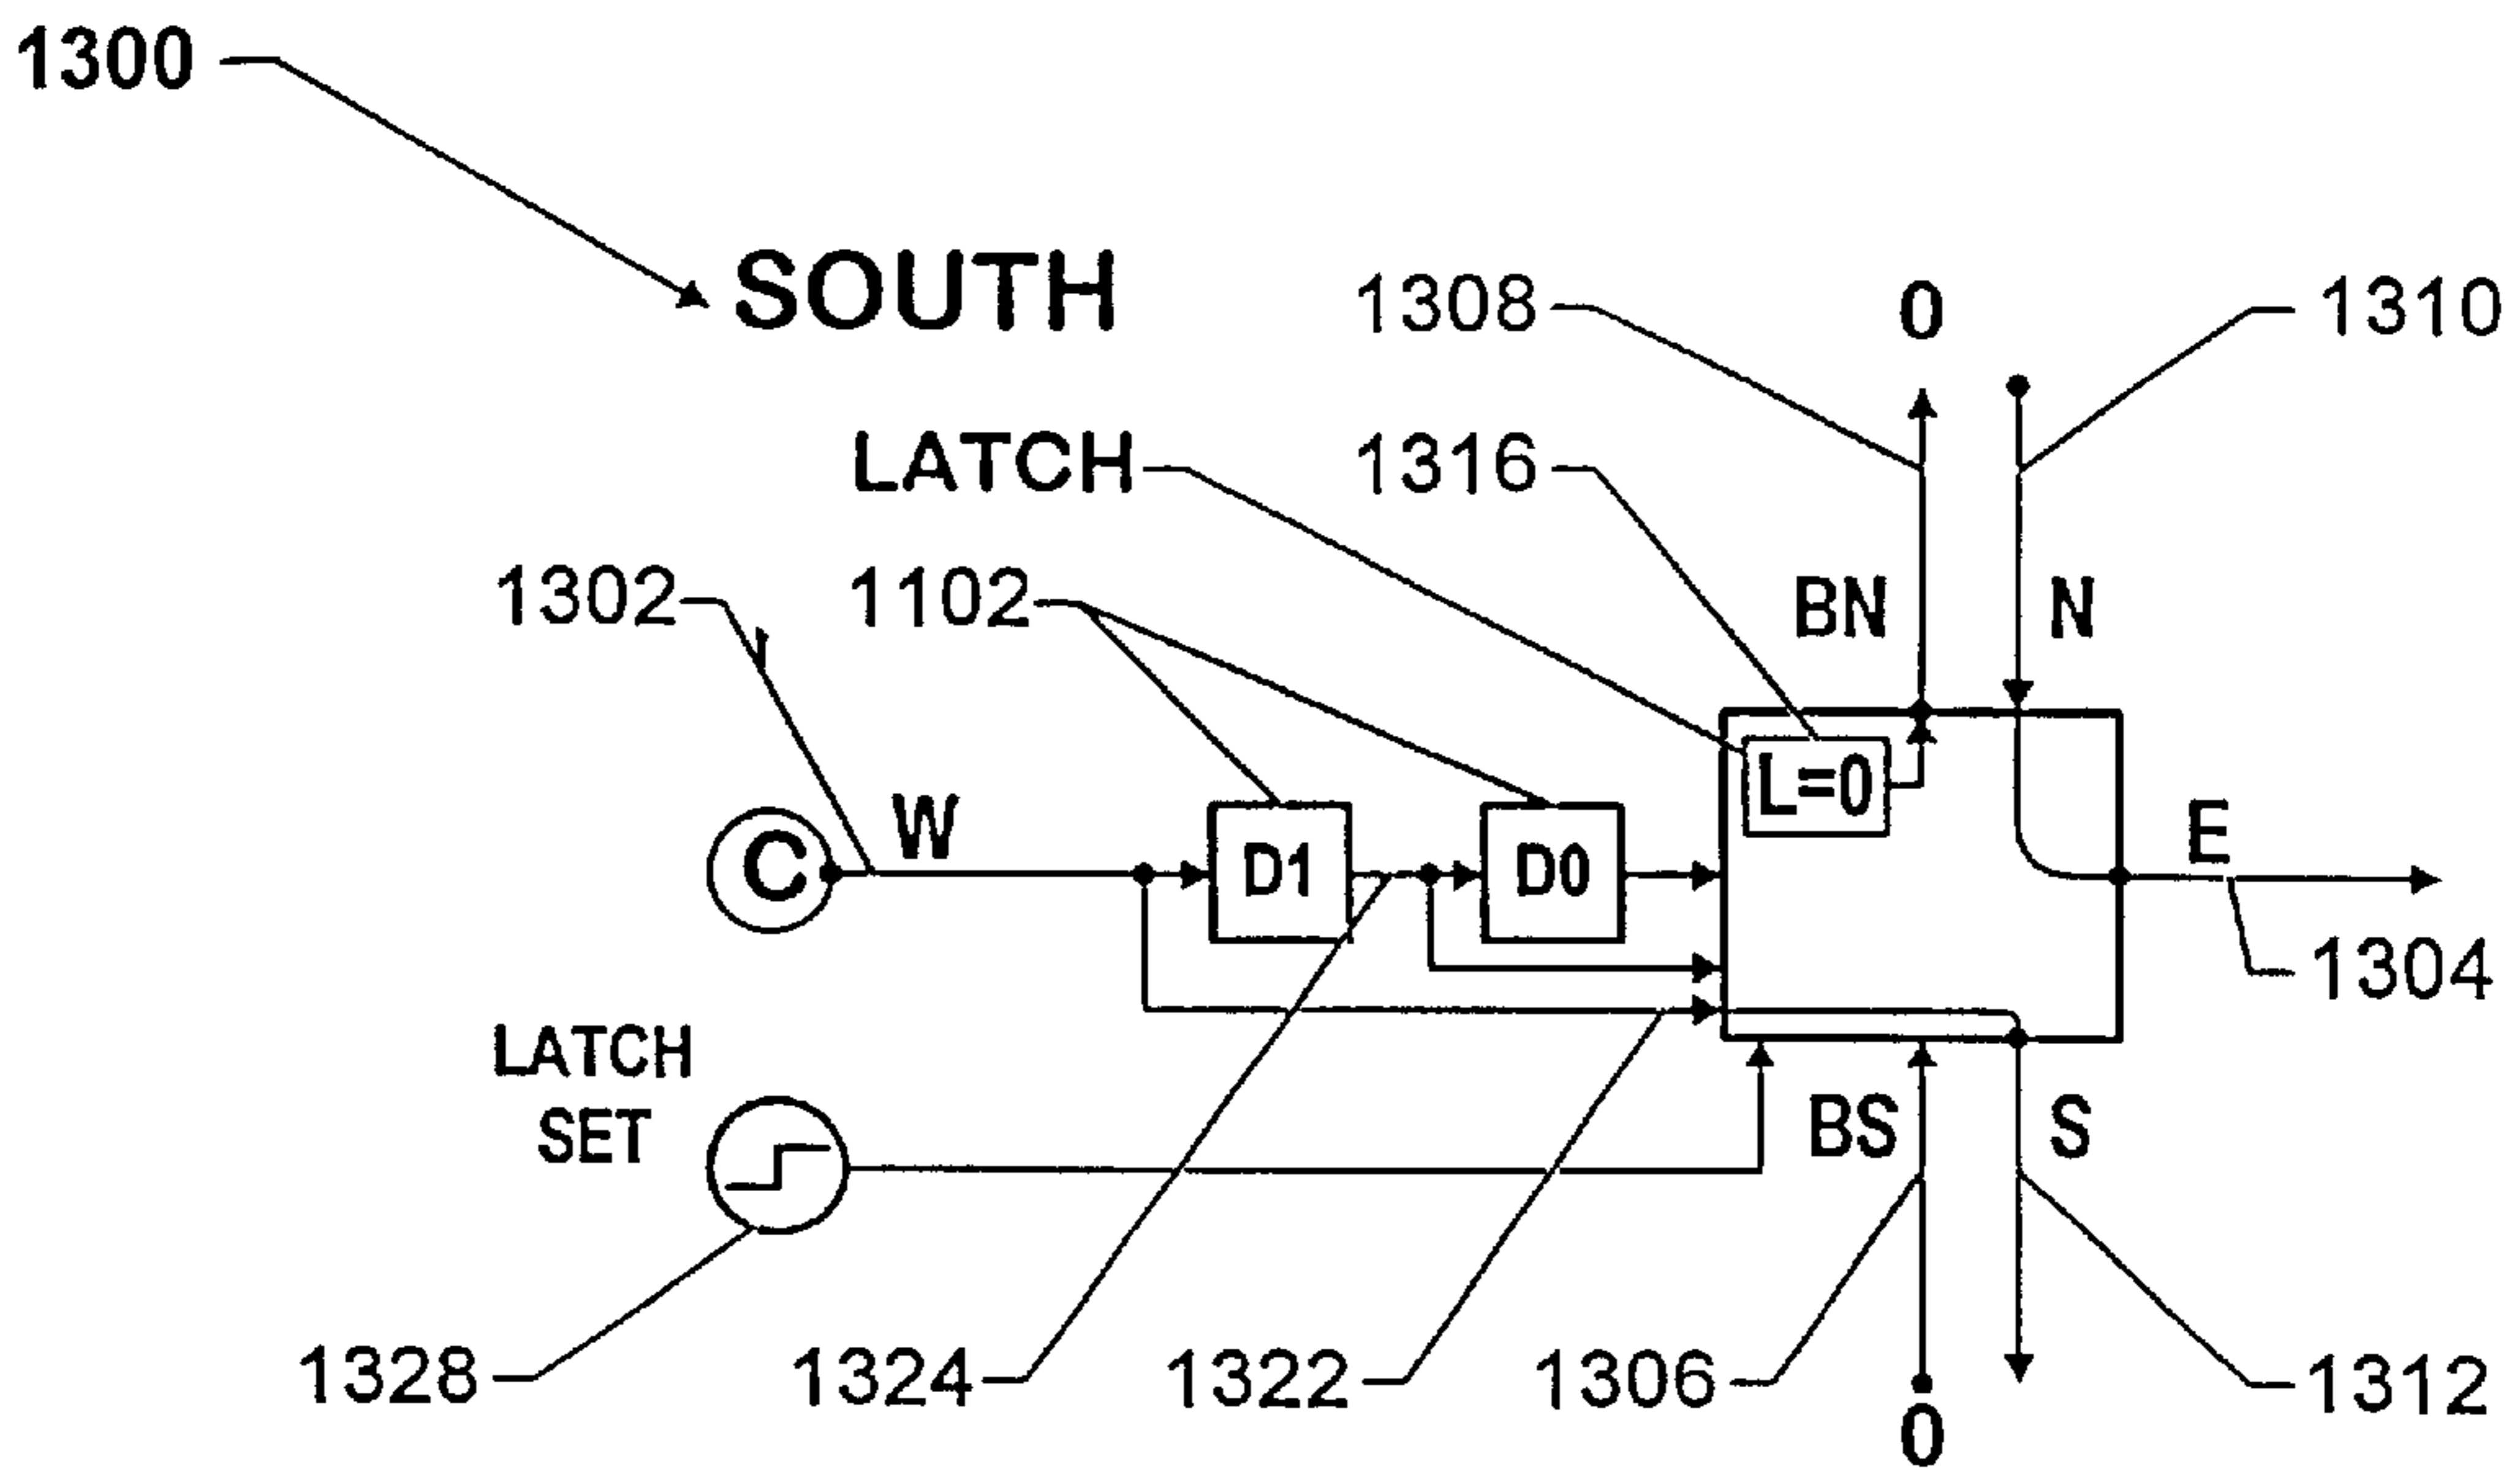 1300
SOUTH
1308
0
1310
LATCH
1316
1302
1102
BN
N
L=0
W
E
C
D1
D0
1304
LATCH
SET
BS
S
1328
1324
1322
1306
1312
0